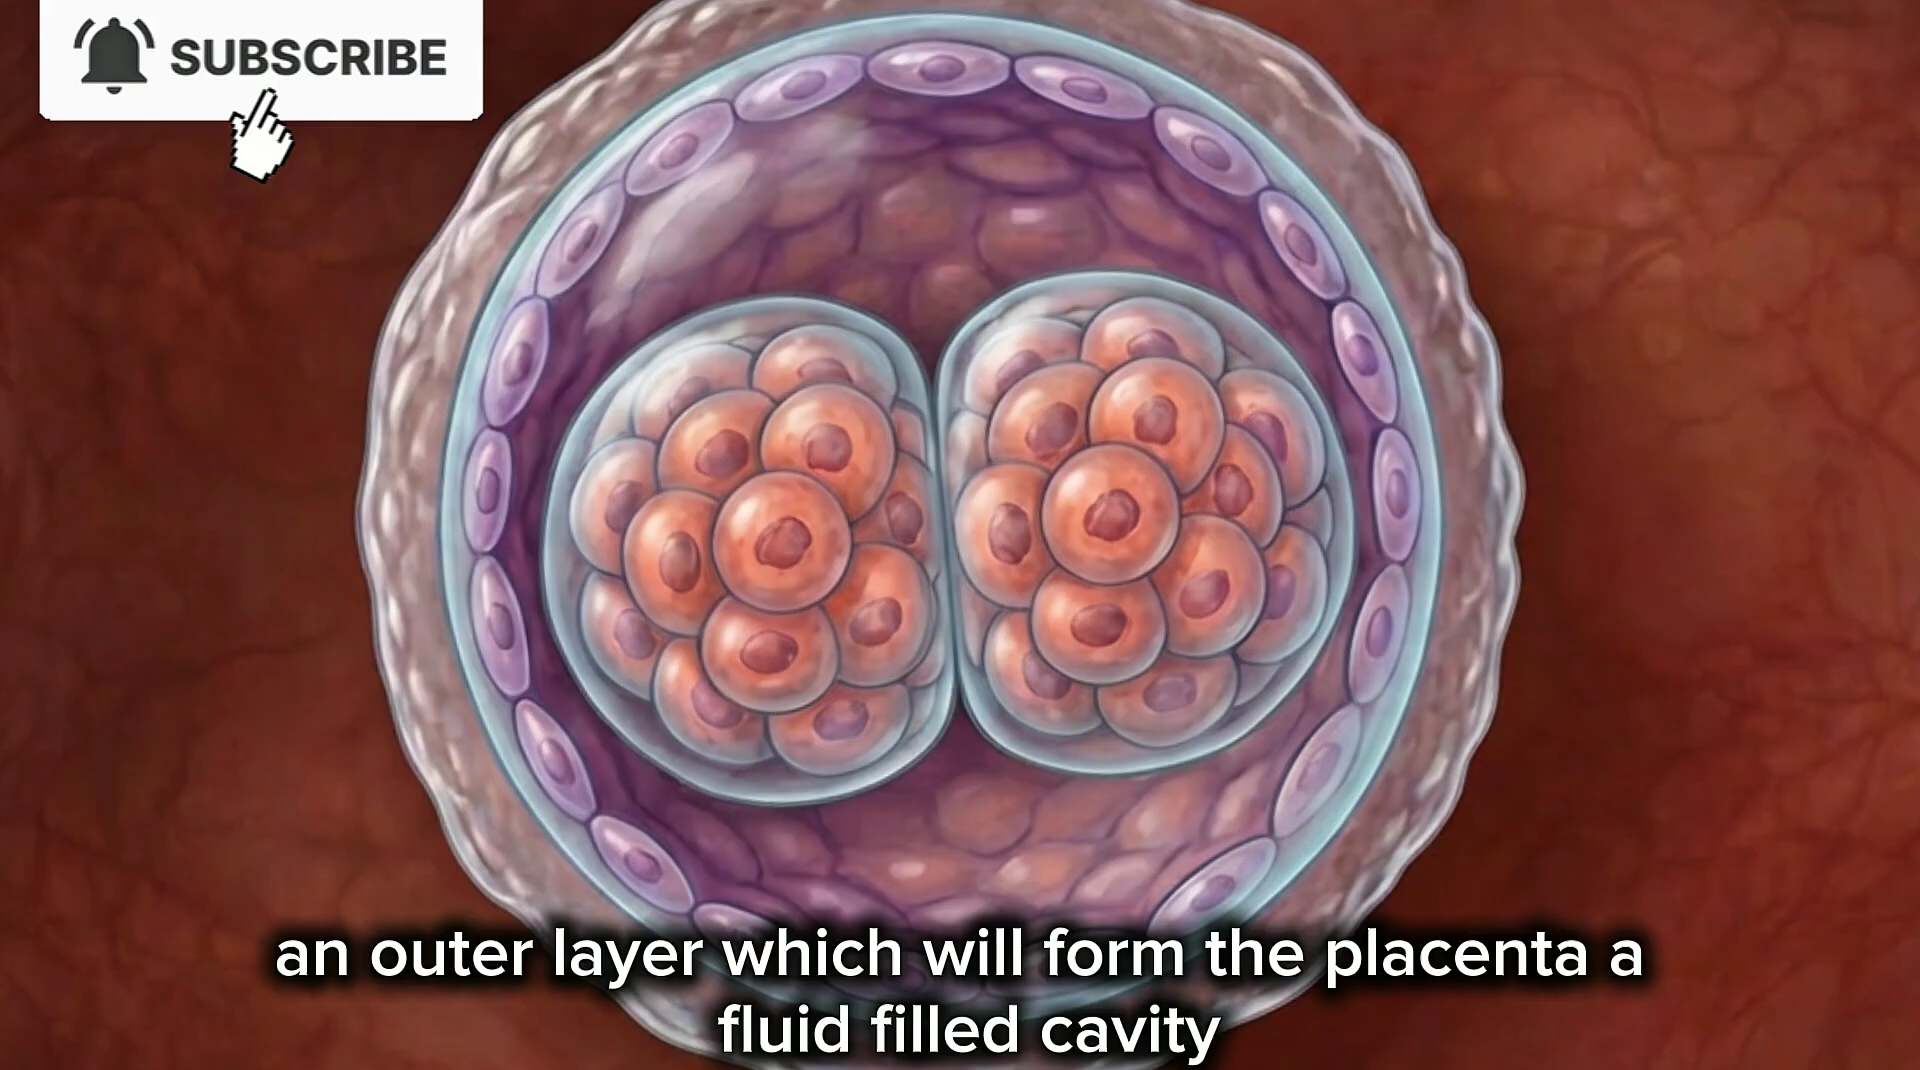 SUBSCRIBE
an outer layer which will form the placenta a
fluid filled cavity